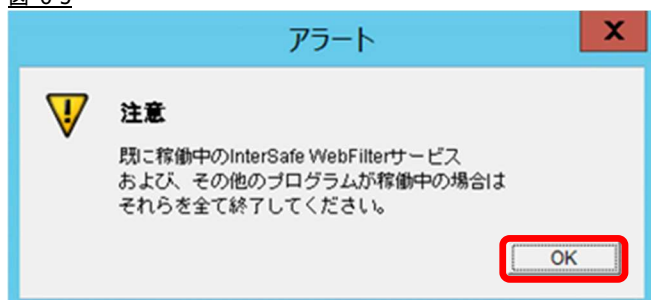 アラート
注意
既に稼働中のInterSafe WebFilterサービス
および、その他のプログラムが稼働中の場合は
それらを全て終了してください。
OK